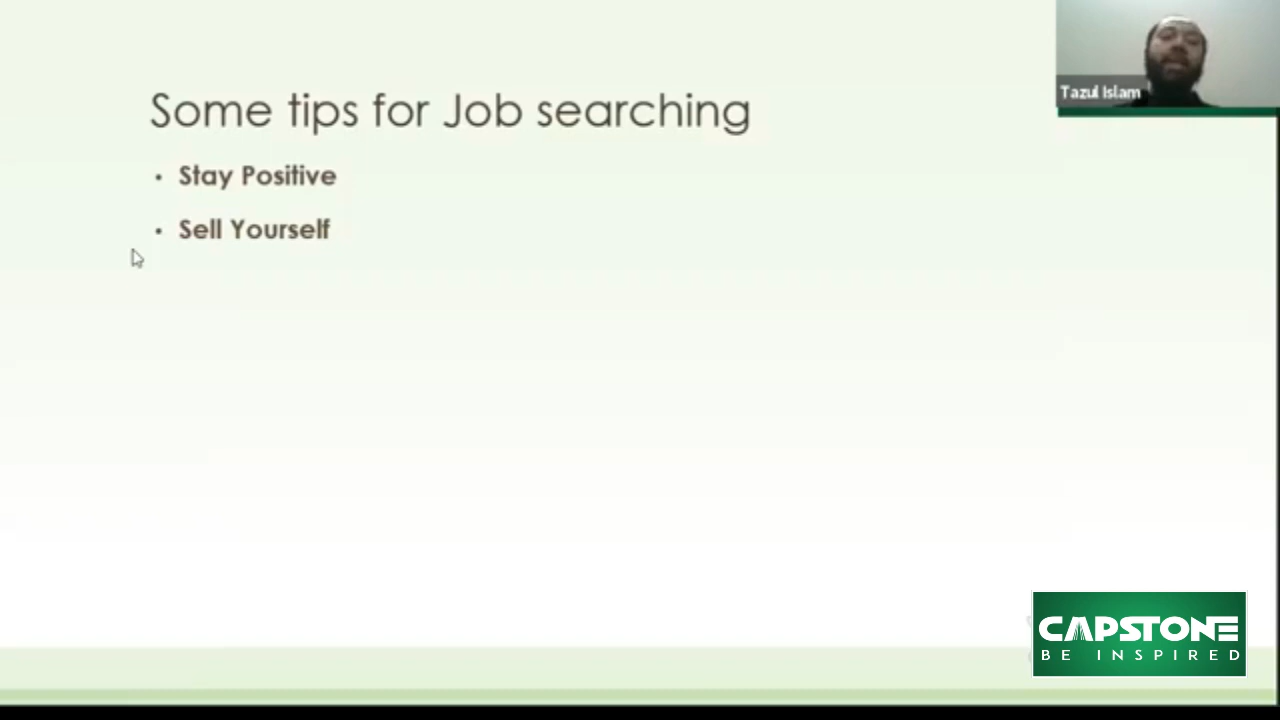 Some tips for Job searching
• Stay Positive
• Sell Yourself
Tazul Islam
CAPSTONE
BE INSPIRED